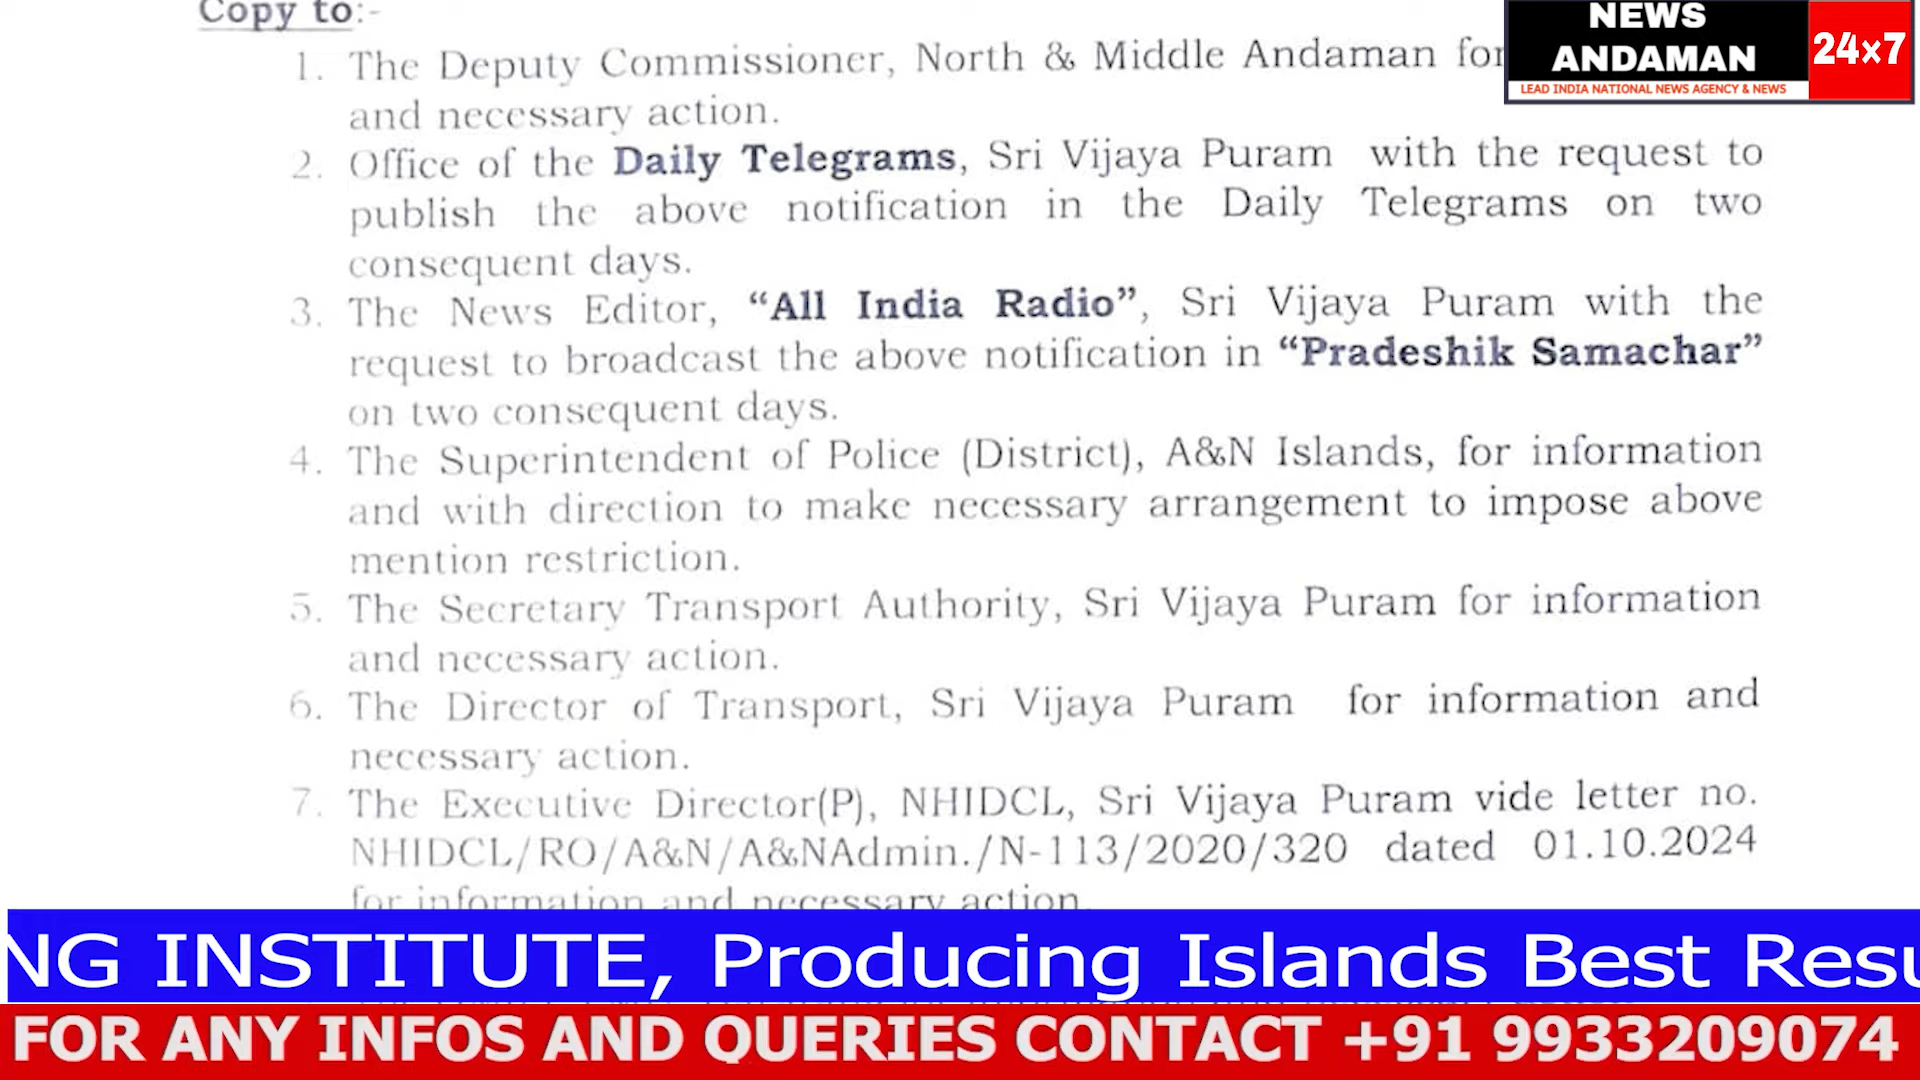 Copy to:-
1. The Deputy Commissioner, North & Middle Andaman for
and necessary action.
2. Office of the Daily Telegrams, Sri Vijaya Puram with the request to
publish the above notification in the Daily Telegrams on two
consequent days.
3. The News Editor, “All India Radio”, Sri Vijaya Puram with the
request to broadcast the above notification in “Pradeshik Samachar”
on two consequent days.
4. The Superintendent of Police (District), A&N Islands, for information
and with direction to make necessary arrangement to impose above
mention restriction.
5. The Secretary Transport Authority, Sri Vijaya Puram for information
and necessary action.
6. The Director of Transport, Sri Vijaya Puram for information and
necessary action.
7. The Executive Director(P), NHIDCL, Sri Vijaya Puram vide letter no.
NHIDCL/RO/A&N/A&NAdmin./N-113/2020/320 dated 01.10.2024
for information and necessary action.
NEWS
ANDAMAN
24x7
LEAD INDIA NATIONAL NEWS AGENCY & NEWS
NG INSTITUTE, Producing Islands Best Resu
FOR ANY INFOS AND QUERIES CONTACT +91 9933209074